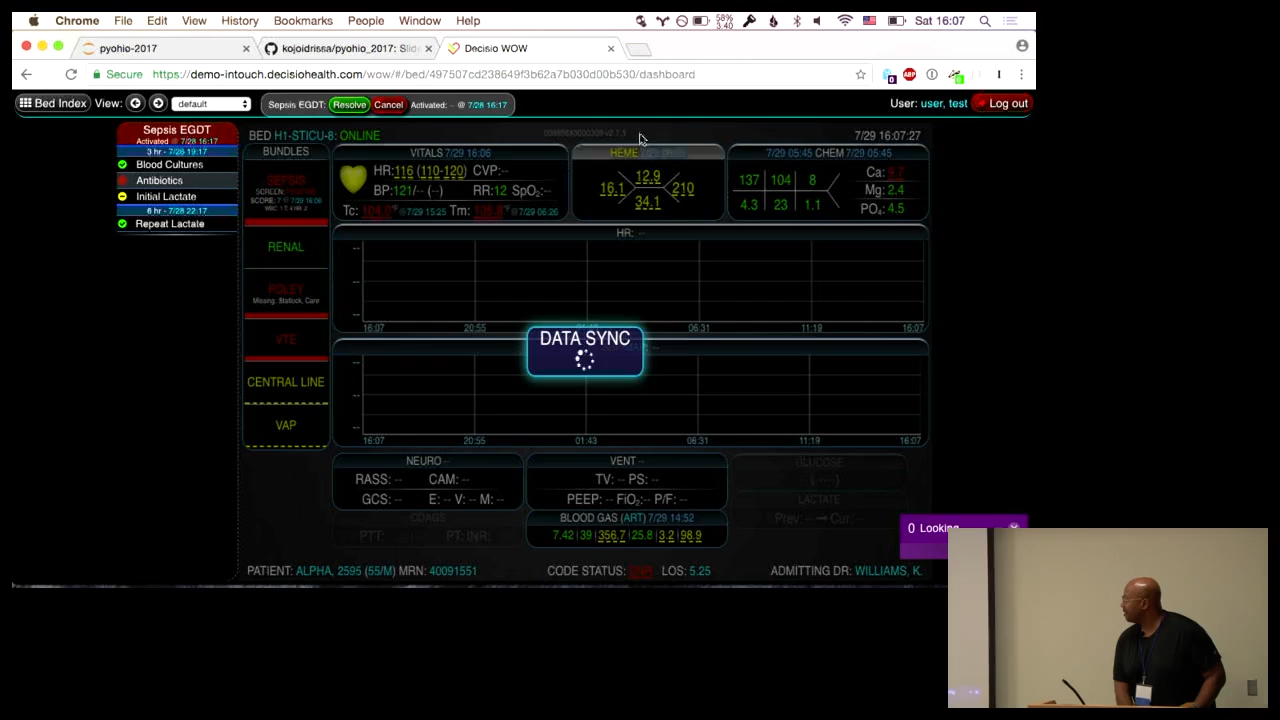 Chrome File Edit View History Bookmarks People Window Help 58% 3:40 Sat 16:07
pyohio-2017 kojoidrissa/pyohio_2017: Slide Decisio WOW
Secure https://demo-intouch.decisiohealth.com/wow/#/bed/497507cd238649f3b62a7b030d00b530/dashboard
Bed Index View: default Sepsis EGDT: Resolve Cancel Activated: -- @ 7/28 16:17 User: user, test Log out
Sepsis EGDT
Activated @ 7/28 16:17
3 hr - 7/28 19:17
Blood Cultures
Antibiotics
Initial Lactate
6 hr - 7/28 22:17
Repeat Lactate
BED H1-STICU-8: ONLINE 7/29 16:07:27
BUNDLES
SEPSIS
RENAL
FOLEY
Missing: Statlock, Care
VTE
CENTRAL LINE
VAP
VITALS 7/29 16:06
HR: 116 (110-120) CVP:--
BP: 121/-- (--) RR: 12 SpO2:--
Tc: @ 7/29 15:25 Tm: @ 7/29 06:26
HEME
12.9
16.1 210
34.1
7/29 05:45 CHEM 7/29 05:45
137 104 8
4.3 23 1.1
Ca:
Mg: 2.4
PO4: 4.5
HR: --
16:07 20:55 06:31 11:19 16:07
DATA SYNC
16:07 20:55 01:43 06:31 11:19 16:07
NEURO --
RASS: -- CAM: --
GCS: -- E: -- V: -- M: --
VENT --
TV: -- PS: --
PEEP: -- FiO2: -- P/F: --
GLUCOSE
LACTATE
Prev: -- Cur: --
COAGS
PTT: PT: INR:
BLOOD GAS (ART) 7/29 14:52
7.42 | 39 | 356.7 | 25.8 | 3.2 | 98.9
0 Looking
PATIENT: ALPHA, 2595 (55/M) MRN: 40091551 CODE STATUS: LOS: 5.25 ADMITTING DR: WILLIAMS, K.